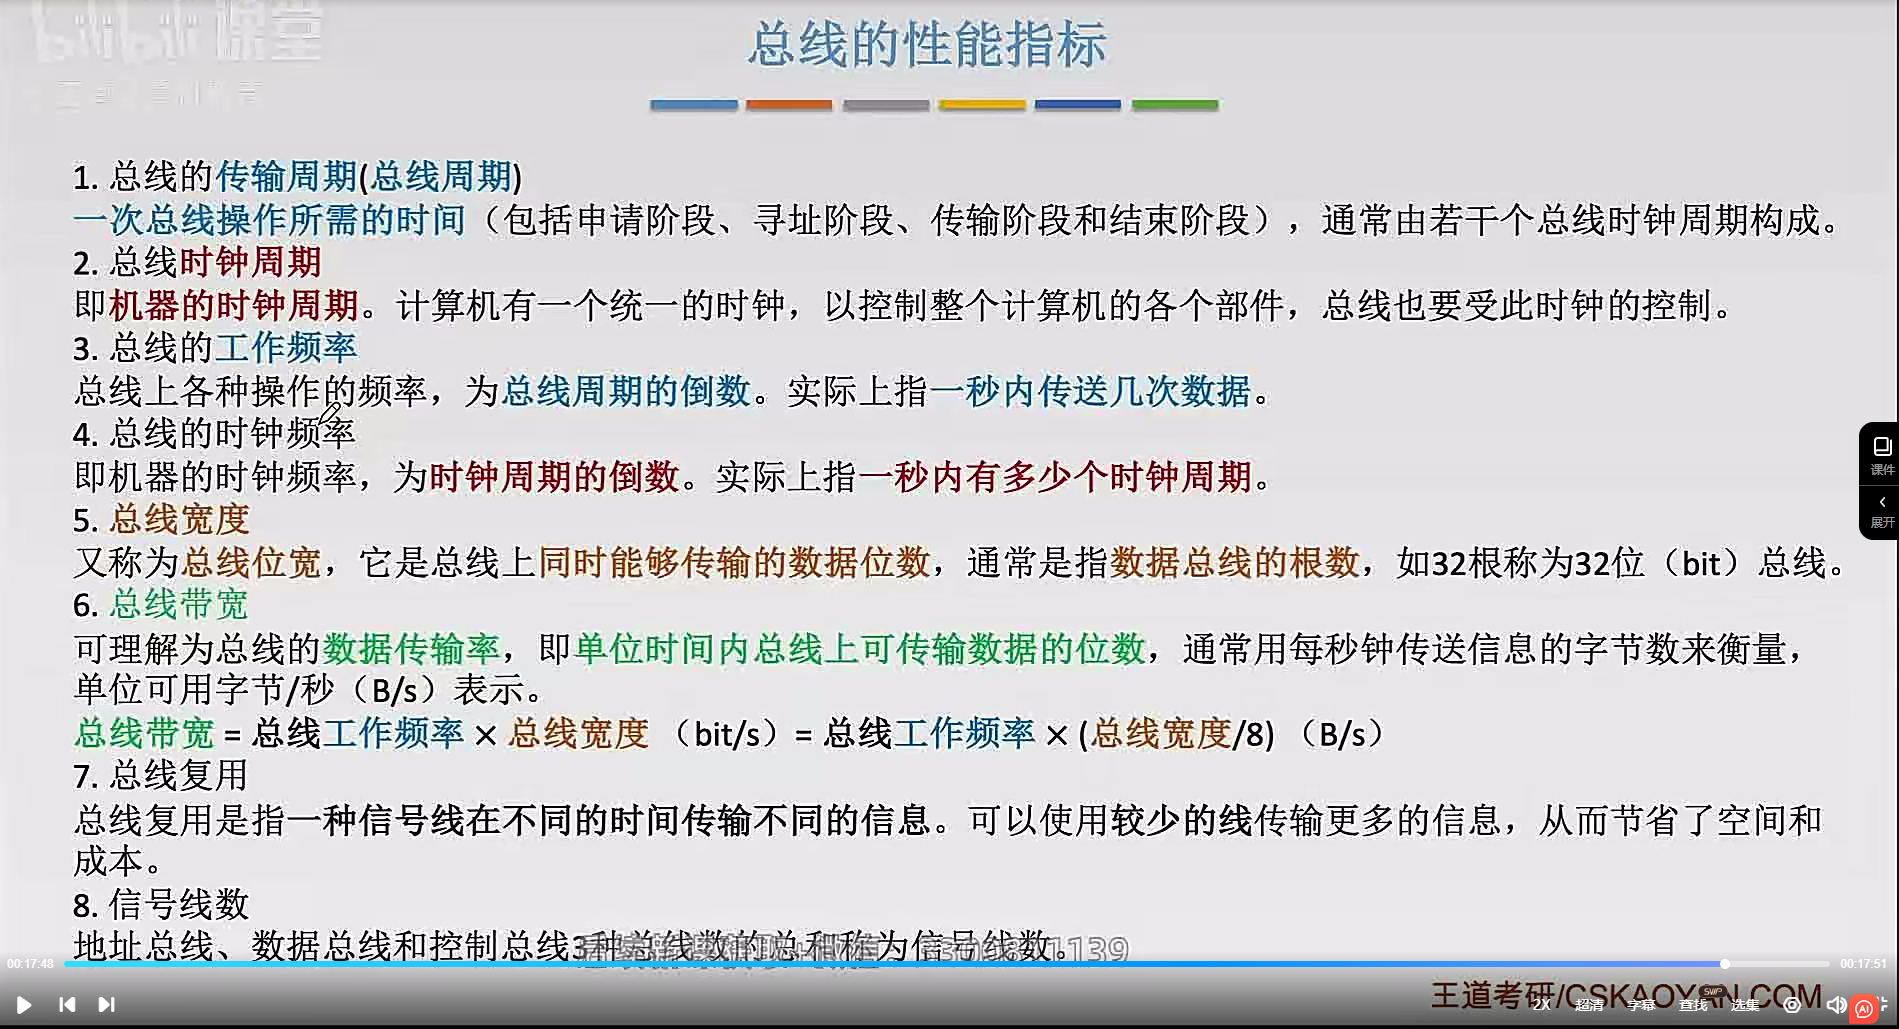 bilibili 课堂
总线的性能指标
1. 总线的传输周期(总线周期)
一次总线操作所需的时间（包括申请阶段、寻址阶段、传输阶段和结束阶段），通常由若干个总线时钟周期构成。
2. 总线时钟周期
即机器的时钟周期。计算机有一个统一的时钟，以控制整个计算机的各个部件，总线也要受此时钟的控制。
3. 总线的工作频率
总线上各种操作的频率，为总线周期的倒数。实际上指一秒内传送几次数据。
4. 总线的时钟频率
即机器的时钟频率，为时钟周期的倒数。实际上指一秒内有多少个时钟周期。
5. 总线宽度
又称为总线位宽，它是总线上同时能够传输的数据位数，通常是指数据总线的根数，如32根称为32位（bit）总线。
6. 总线带宽
可理解为总线的数据传输率，即单位时间内总线上可传输数据的位数，通常用每秒钟传送信息的字节数来衡量，
单位可用字节/秒（B/s）表示。
总线带宽 = 总线工作频率 × 总线宽度 （bit/s）= 总线工作频率 × (总线宽度/8) （B/s）
7. 总线复用
总线复用是指一种信号线在不同的时间传输不同的信息。可以使用较少的线传输更多的信息，从而节省了空间和
成本。
8. 信号线数
地址总线、数据总线和控制总线3种总线数的总和称为信号线数。
课件
展开
00:17:48
00:17:51
王道考研/CSKAOYAN.COM
2X 超清 字幕 查找 选集
SVIP
AI